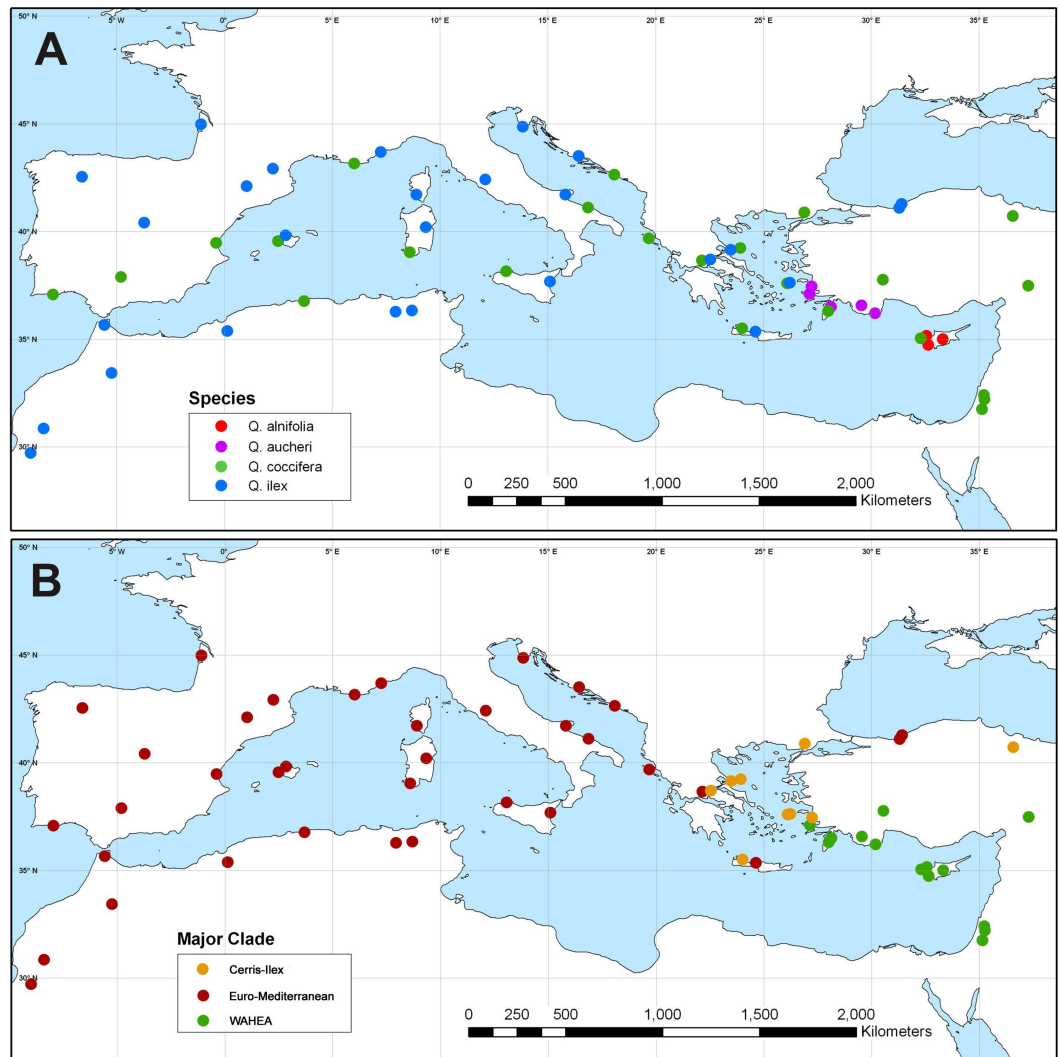 A
50° N
5° W
0°
5° E
10° E
15° E
20° E
25° E
30° E
35° E
45° N
40° N
35° N
30° N
Species
Q. alnifolia
Q. aucheri
Q. coccifera
Q. ilex
0 250 500 1,000 1,500 2,000
Kilometers
B
50° N
5° W
0°
5° E
10° E
15° E
20° E
25° E
30° E
35° E
45° N
40° N
35° N
30° N
Major Clade
Cerris-Ilex
Euro-Mediterranean
WAHEA
0 250 500 1,000 1,500 2,000
Kilometers